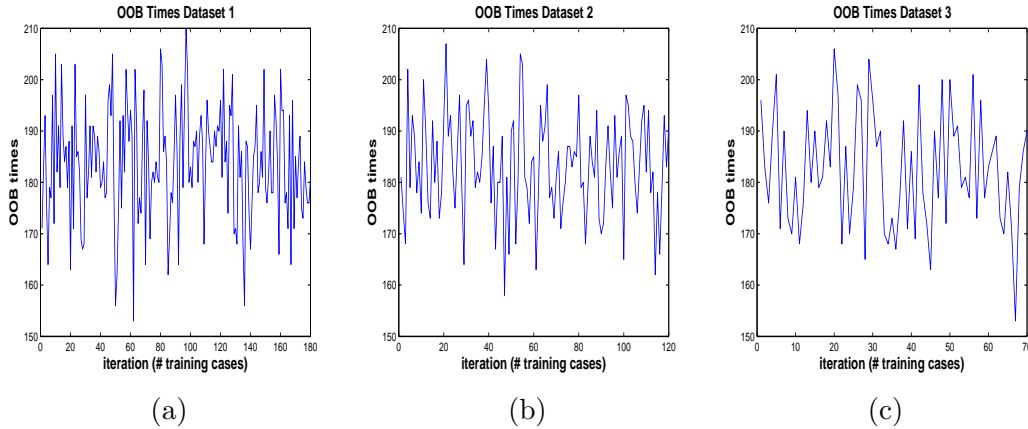 OOB Times Dataset 1
210
200
190
180
170
160
150
OOB times
0 20 40 60 80 100 120 140 160 180
iteration (# training cases)
(a)
OOB Times Dataset 2
210
200
190
180
170
160
150
OOB times
0 20 40 60 80 100 120
iteration (# training cases)
(b)
OOB Times Dataset 3
210
200
190
180
170
160
150
OOB times
0 10 20 30 40 50 60 70
iteration (# training cases)
(c)